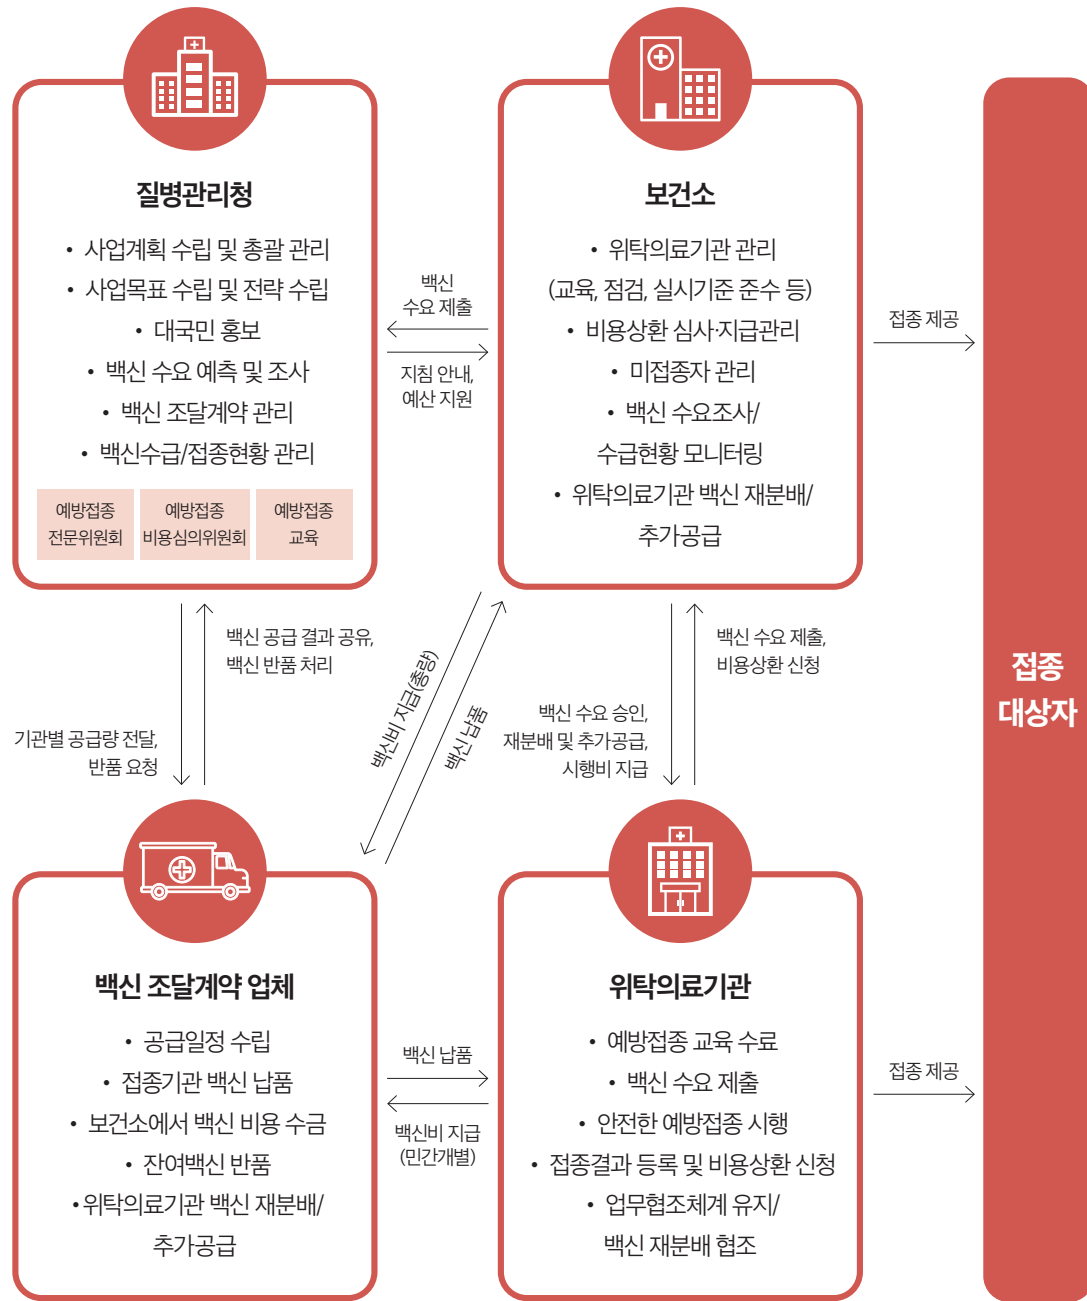 질병관리청
• 사업계획 수립 및 총괄 관리
• 사업목표 수립 및 전략 수립
• 대국민 홍보
• 백신 수요 예측 및 조사
• 백신 조달계약 관리
• 백신수급/접종현황 관리
예방접종
전문위원회
예방접종
비용심의위원회
예방접종
교육
백신
수요 제출
지침 안내,
예산 지원
보건소
• 위탁의료기관 관리
(교육, 점검, 실시기준 준수 등)
• 비용상환 심사·지급관리
• 미접종자 관리
• 백신 수요조사/
수급현황 모니터링
• 위탁의료기관 백신 재분배/
추가공급
접종 제공
접종
대상자
기관별 공급량 전달,
반품 요청
백신 공급 결과 공유,
백신 반품 처리
백신비 지급(총량)
백신 납품
백신 수요 승인,
재분배 및 추가공급,
시행비 지급
백신 수요 제출,
비용상환 신청
백신 조달계약 업체
• 공급일정 수립
• 접종기관 백신 납품
• 보건소에서 백신 비용 수금
• 잔여백신 반품
• 위탁의료기관 백신 재분배/
추가공급
백신 납품
백신비 지급
(민간개별)
위탁의료기관
• 예방접종 교육 수료
• 백신 수요 제출
• 안전한 예방접종 시행
• 접종결과 등록 및 비용상환 신청
• 업무협조체계 유지/
백신 재분배 협조
접종 제공